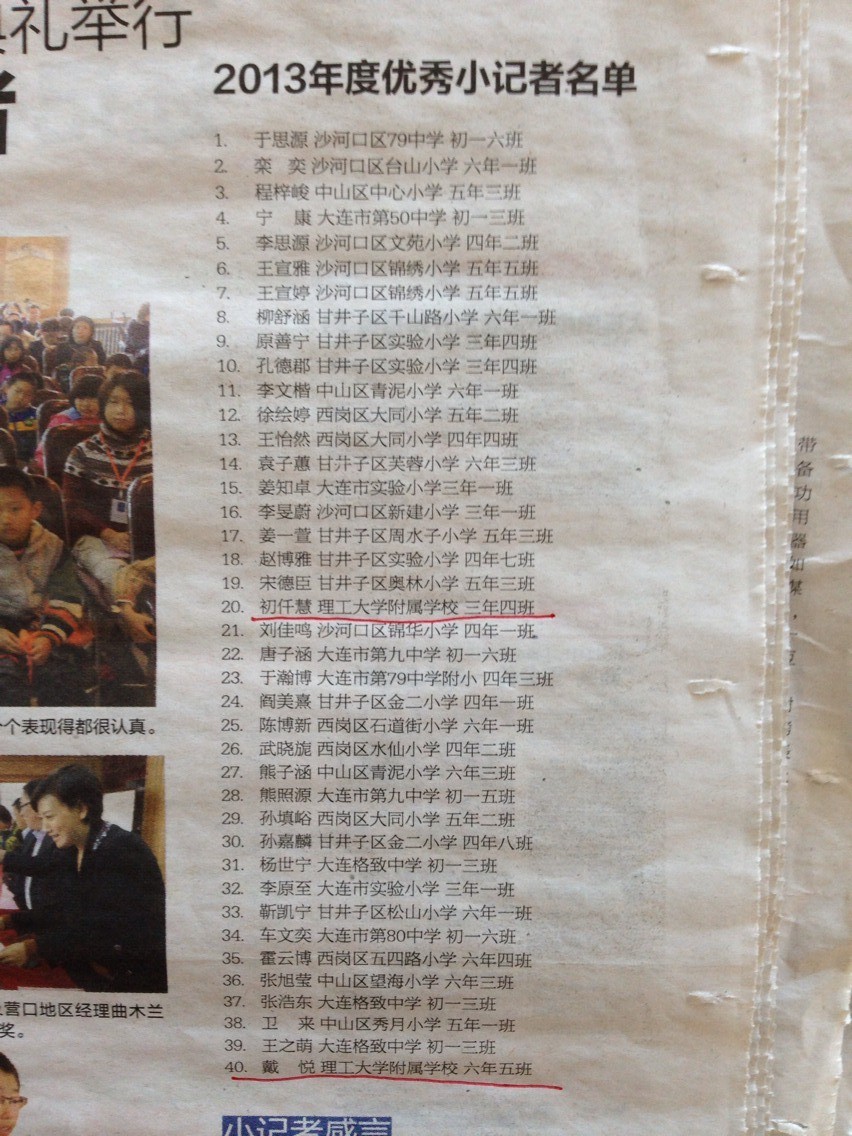 礼举行
者
2013年度优秀小记者名单
1. 于思源 沙河口区79中学 初一六班
2. 栾 奕 沙河口区台山小学 六年一班
3. 程梓峻 中山区中心小学 五年三班
4. 宁 康 大连市第50中学 初一三班
5. 李思源 沙河口区文苑小学 四年二班
6. 王宣雅 沙河口区锦绣小学 五年五班
7. 王宣婷 沙河口区锦绣小学 五年五班
8. 柳舒涵 甘井子区千山路小学 六年一班
9. 原善宁 甘井子区实验小学 三年四班
10. 孔德郡 甘井子区实验小学 三年四班
11. 李文楷 中山区青泥小学 六年一班
12. 徐绘婷 西岗区大同小学 五年二班
13. 王怡然 西岗区大同小学 四年四班
14. 袁子蕙 甘井子区芙蓉小学 六年三班
15. 姜知卓 大连市实验小学三年一班
16. 李旻蔚 沙河口区新建小学 三年一班
17. 姜一萱 甘井子区周水子小学 五年三班
18. 赵博雅 甘井子区实验小学 四年七班
19. 宋德臣 甘井子区奥林小学 五年三班
20. 初仟慧 理工大学附属学校 三年四班
21. 刘佳鸣 沙河口区锦华小学 四年一班
22. 唐子涵 大连市第九中学 初一六班
23. 于瀚博 大连市第79中学附小 四年三班
24. 阎美熹 甘井子区金二小学 四年一班
25. 陈博新 西岗区石道街小学 六年一班
26. 武晓旎 西岗区水仙小学 四年二班
27. 熊子涵 中山区青泥小学 六年三班
28. 熊照源 大连市第九中学 初一五班
29. 孙填峪 西岗区大同小学 五年二班
30. 孙嘉麟 甘井子区金二小学 四年八班
31. 杨世宁 大连格致中学 初一三班
32. 李原至 大连市实验小学 三年一班
33. 靳凯宁 甘井子区松山小学 六年一班
34. 车文奕 大连市第80中学 初一六班
35. 霍云博 西岗区五四路小学 六年四班
36. 张旭莹 中山区望海小学 六年三班
37. 张浩东 大连格致中学 初一三班
38. 卫 来 中山区秀月小学 五年一班
39. 王之萌 大连格致中学 初一三班
40. 戴 悦 理工大学附属学校 六年五班
小记者感言
个表现得都很认真。
营口地区经理曲木兰
奖。
带
备
功
用
器
如
某
，